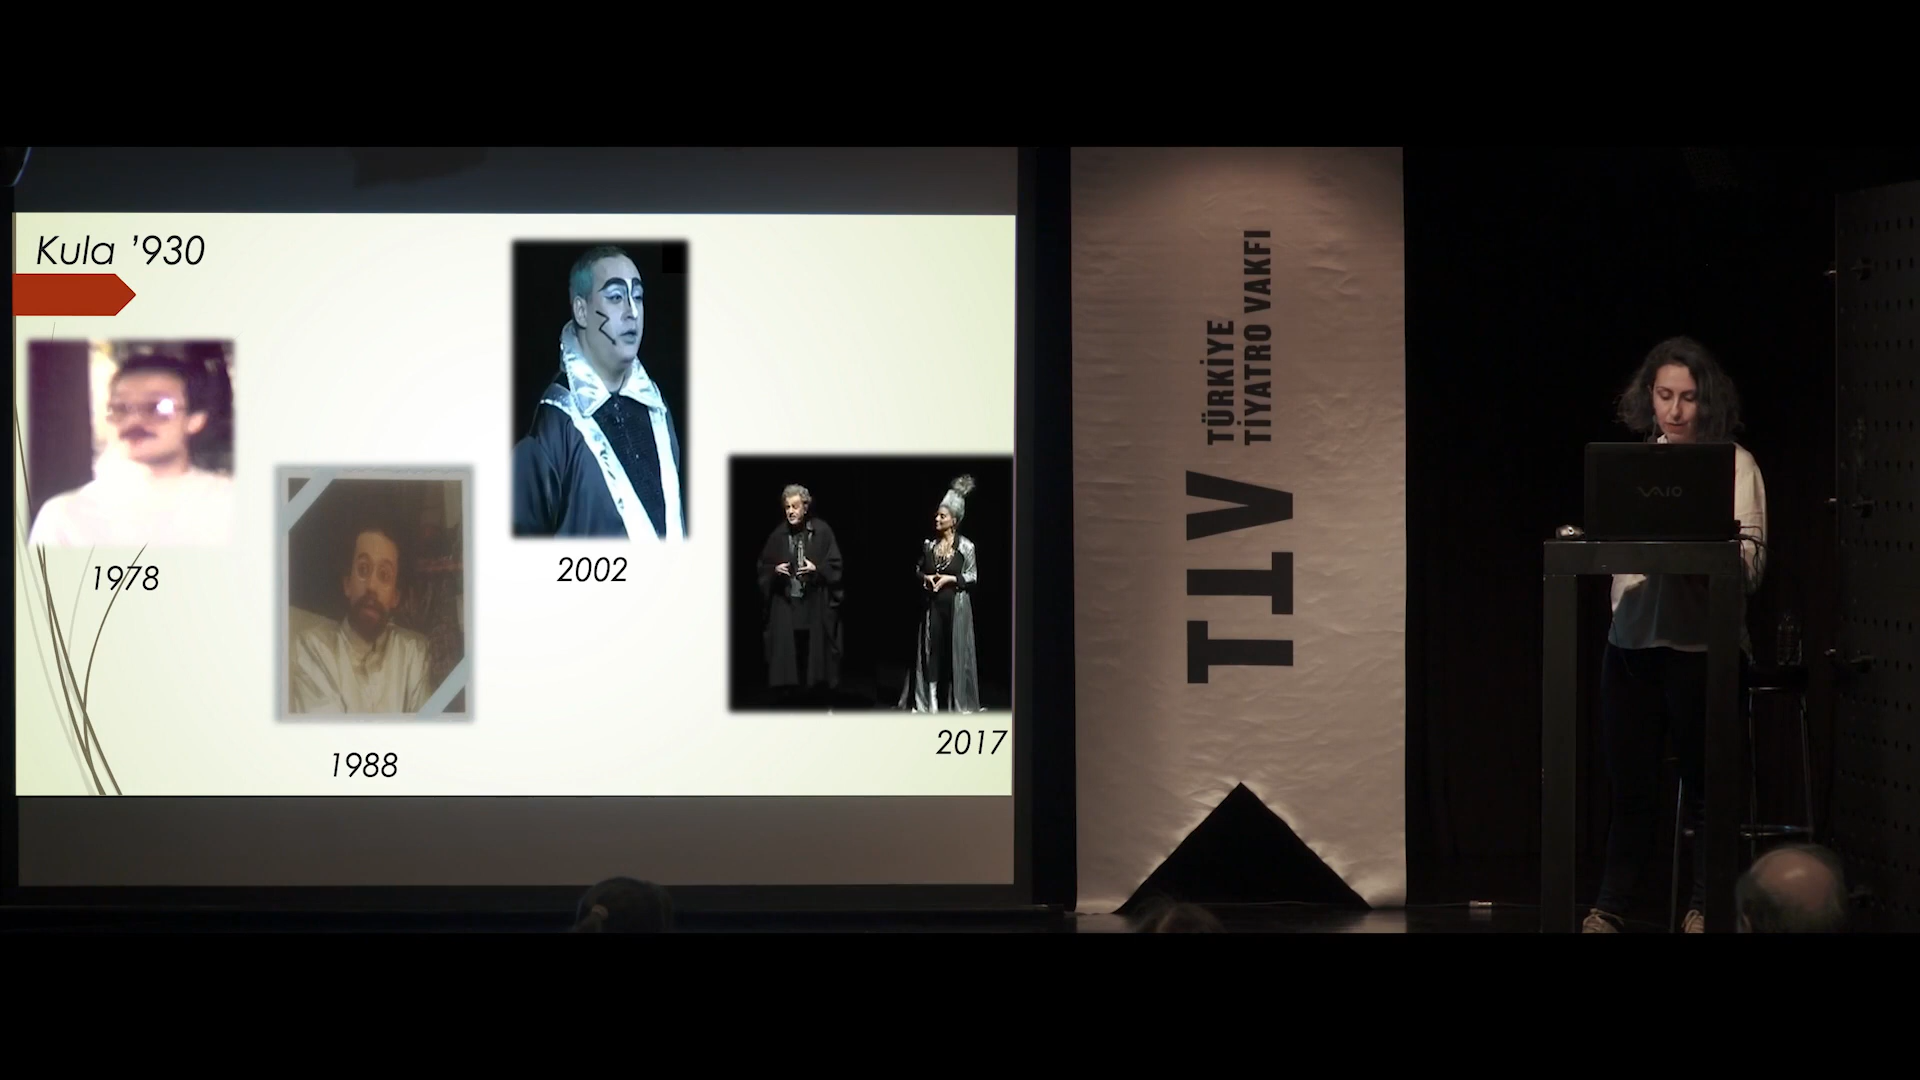 Kula ’930
1978
1988
2002
2017
TTV
TÜRKİYE
TİYATRO VAKFI
VAIO